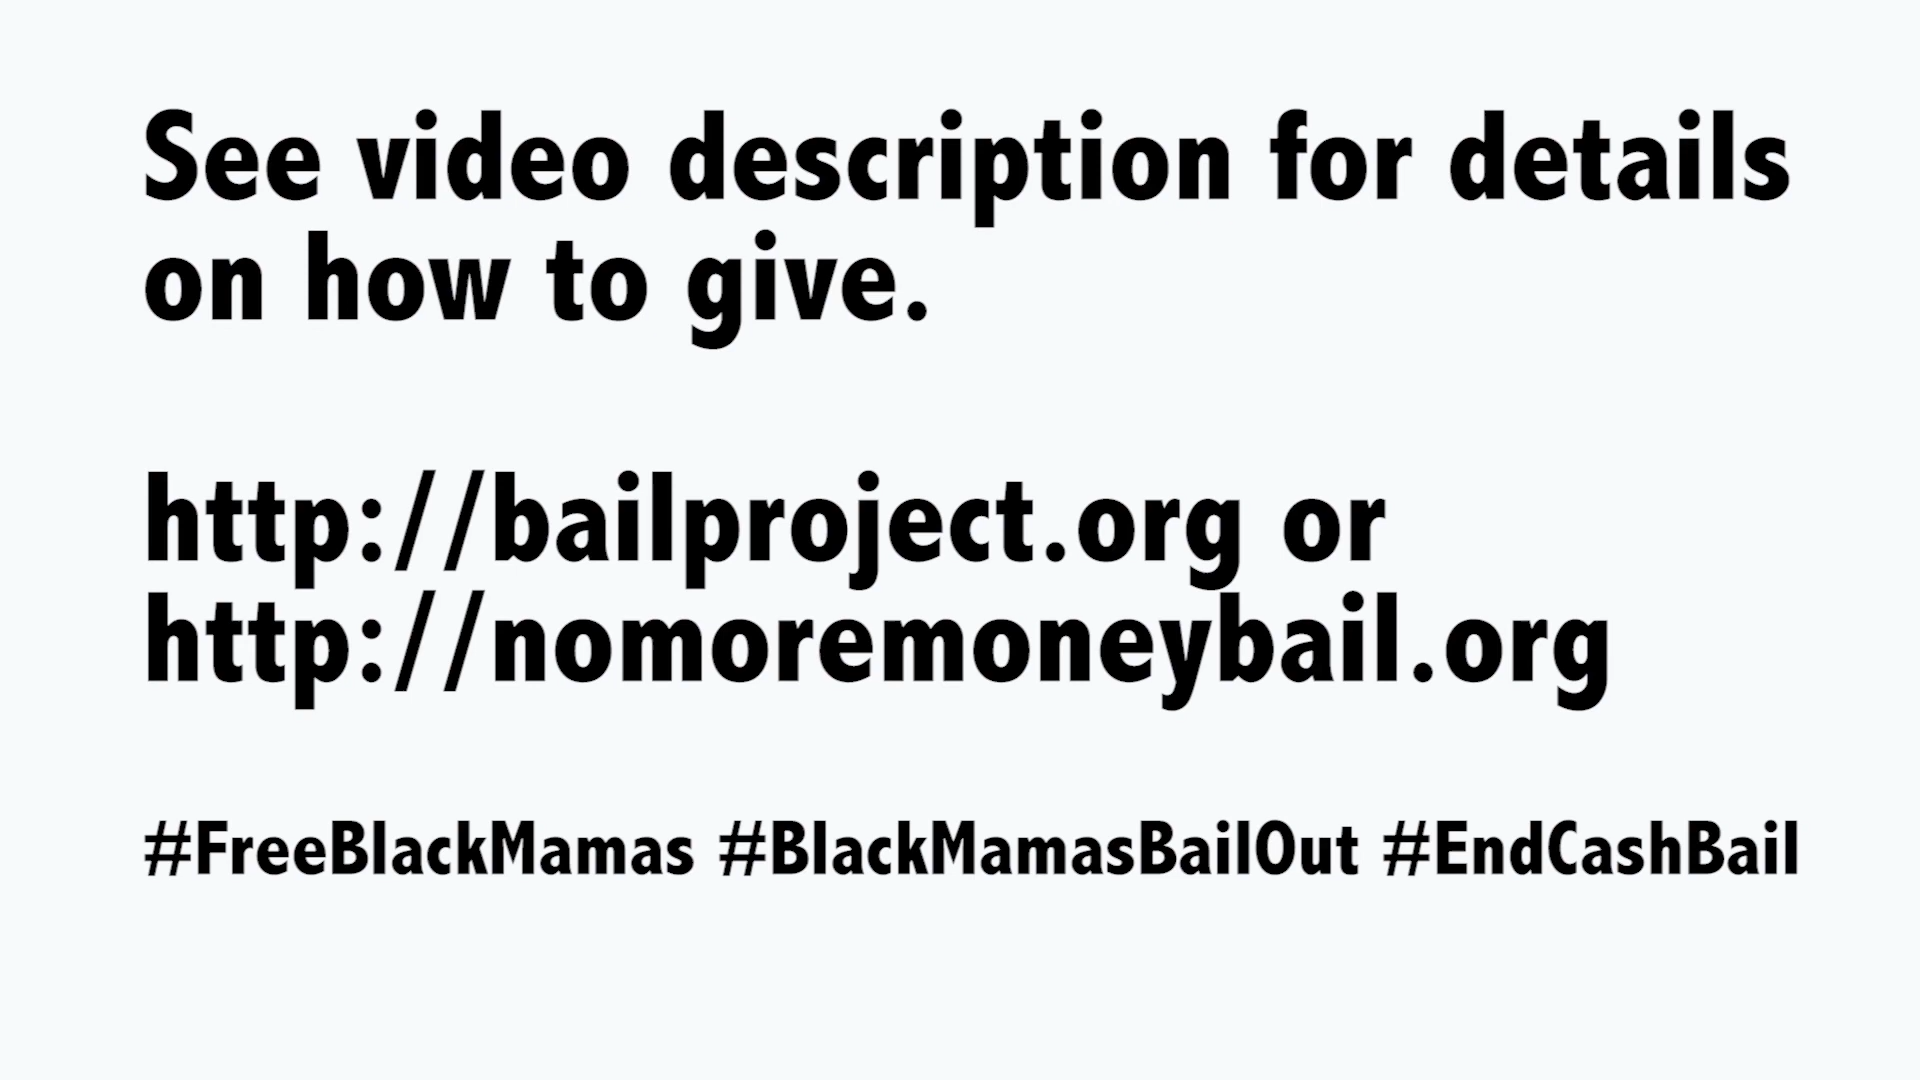 See video description for details
on how to give.
http://bailproject.org or
http://nomoremoneybail.org
#FreeBlackMamas #BlackMamasBailOut #EndCashBail